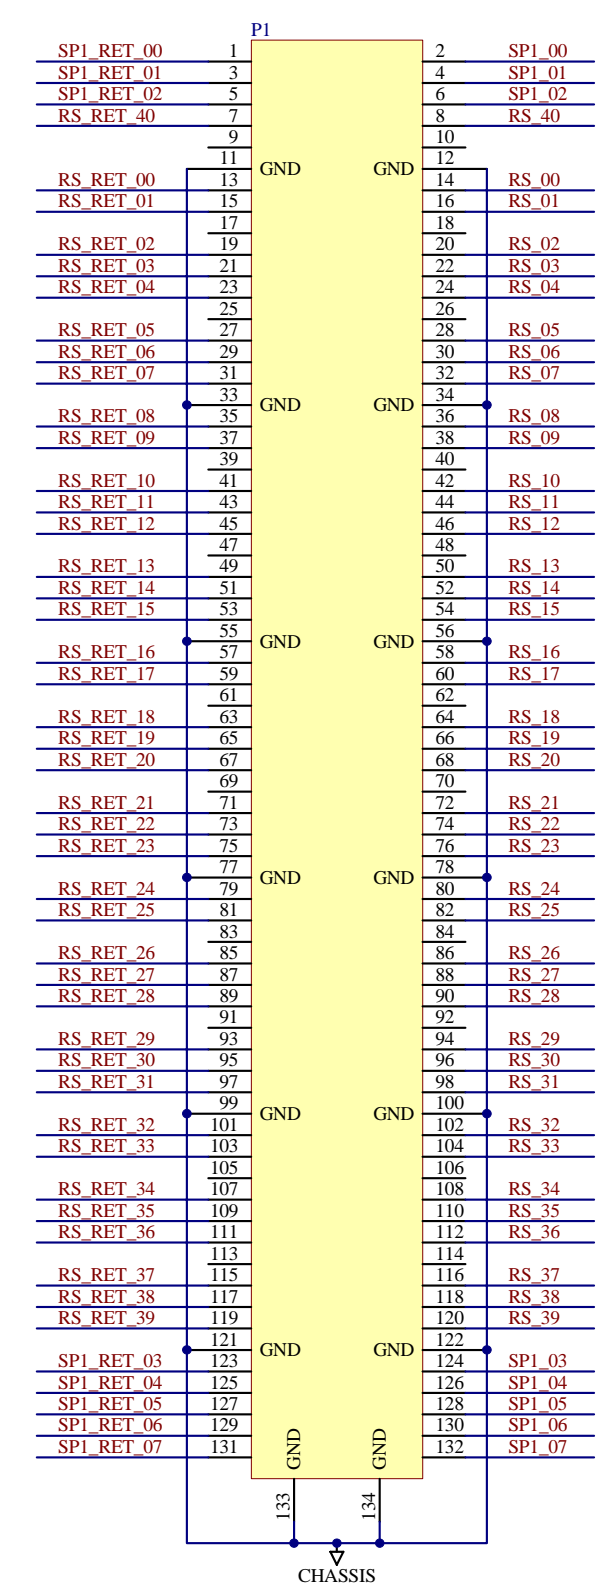 P1
SP1_RET_00 1 2 SP1_00
SP1_RET_01 3 4 SP1_01
SP1_RET_02 5 6 SP1_02
RS_RET_40 7 8 RS_40
9 10
11 GND GND 12
RS_RET_00 13 14 RS_00
RS_RET_01 15 16 RS_01
17 18
RS_RET_02 19 20 RS_02
RS_RET_03 21 22 RS_03
RS_RET_04 23 24 RS_04
25 26
RS_RET_05 27 28 RS_05
RS_RET_06 29 30 RS_06
RS_RET_07 31 32 RS_07
33 GND GND 34
RS_RET_08 35 36 RS_08
RS_RET_09 37 38 RS_09
39 40
RS_RET_10 41 42 RS_10
RS_RET_11 43 44 RS_11
RS_RET_12 45 46 RS_12
47 48
RS_RET_13 49 50 RS_13
RS_RET_14 51 52 RS_14
RS_RET_15 53 54 RS_15
55 GND GND 56
RS_RET_16 57 58 RS_16
RS_RET_17 59 60 RS_17
61 62
RS_RET_18 63 64 RS_18
RS_RET_19 65 66 RS_19
RS_RET_20 67 68 RS_20
69 70
RS_RET_21 71 72 RS_21
RS_RET_22 73 74 RS_22
RS_RET_23 75 76 RS_23
77 GND GND 78
RS_RET_24 79 80 RS_24
RS_RET_25 81 82 RS_25
83 84
RS_RET_26 85 86 RS_26
RS_RET_27 87 88 RS_27
RS_RET_28 89 90 RS_28
91 92
RS_RET_29 93 94 RS_29
RS_RET_30 95 96 RS_30
RS_RET_31 97 98 RS_31
99 GND GND 100
RS_RET_32 101 102 RS_32
RS_RET_33 103 104 RS_33
105 106
RS_RET_34 107 108 RS_34
RS_RET_35 109 110 RS_35
RS_RET_36 111 112 RS_36
113 114
RS_RET_37 115 116 RS_37
RS_RET_38 117 118 RS_38
RS_RET_39 119 120 RS_39
121 GND GND 122
SP1_RET_03 123 124 SP1_03
SP1_RET_04 125 126 SP1_04
SP1_RET_05 127 128 SP1_05
SP1_RET_06 129 130 SP1_06
SP1_RET_07 131 132 SP1_07
GND GND
133 134
CHASSIS